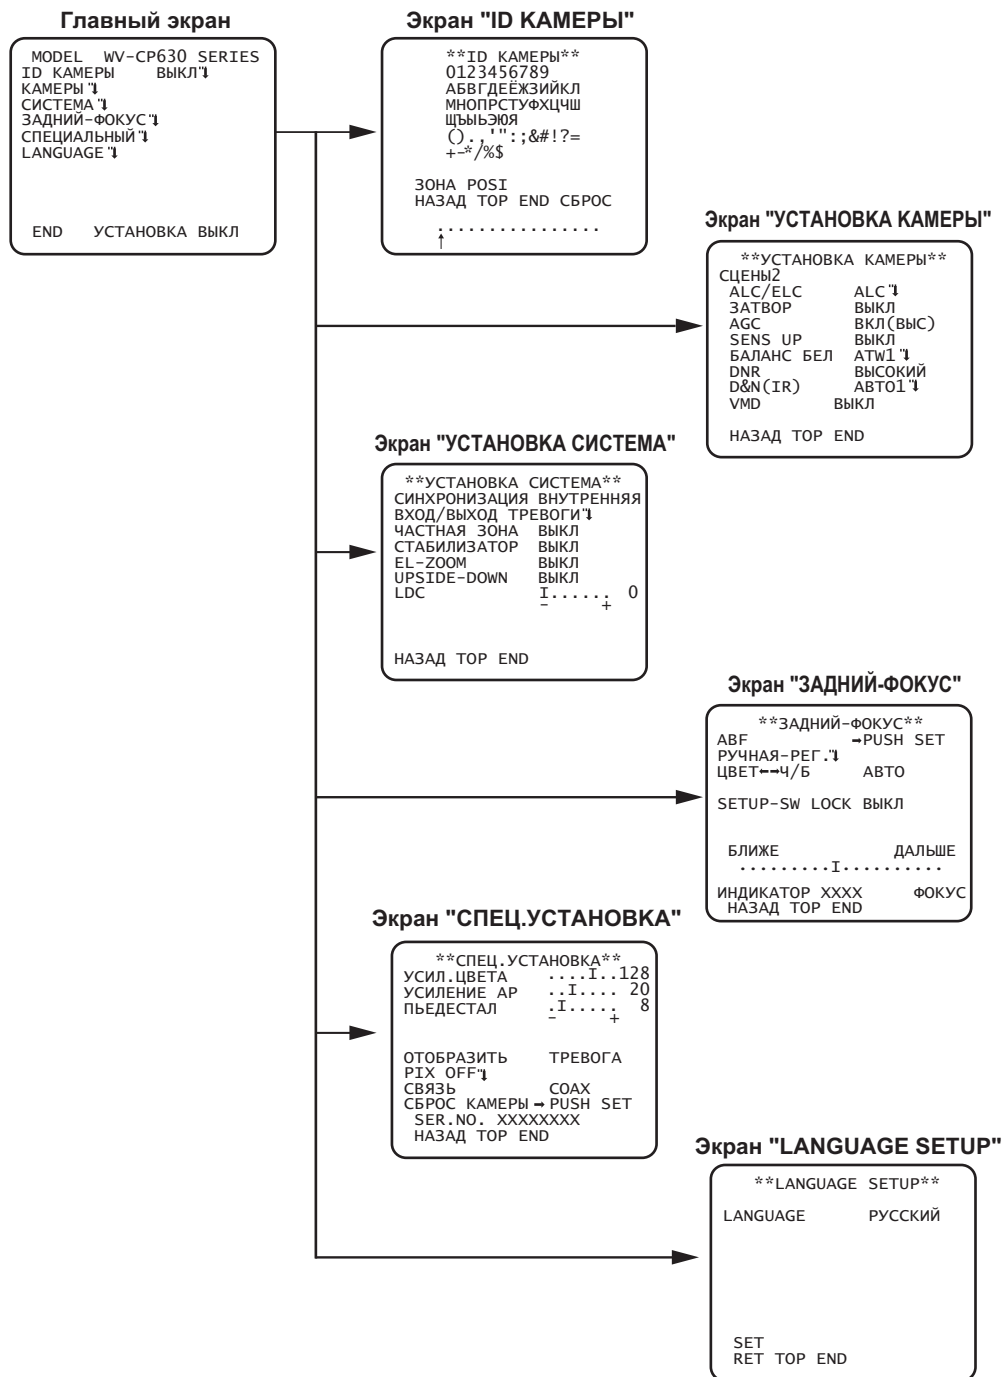 Главный экран
MODEL WV-CP630 SERIES
ID КАМЕРЫ ВЫКЛ
КАМЕРЫ
СИСТЕМА
ЗАДНИЙ-ФОКУС
СПЕЦИАЛЬНЫЙ
LANGUAGE
END УСТАНОВКА ВЫКЛ
Экран "ID КАМЕРЫ"
**ID КАМЕРЫ**
0123456789
АБВГДЕЁЖЗИЙКЛ
МНОПРСТУФХЦЧШ
ЩЪЫЬЭЮЯ
().,'":;&#!?=
+-*/%$
ЗОНА POSI
НАЗАД TOP END СБРОС
................
↑
Экран "УСТАНОВКА КАМЕРЫ"
**УСТАНОВКА КАМЕРЫ**
СЦЕНЫ2
ALC/ELC ALC
ЗАТВОР ВЫКЛ
AGC ВКЛ(ВЫС)
SENS UP ВЫКЛ
БАЛАНС БЕЛ ATW1
DNR ВЫСОКИЙ
D&N(IR) АВТО1
VMD ВЫКЛ
НАЗАД TOP END
Экран "УСТАНОВКА СИСТЕМА"
**УСТАНОВКА СИСТЕМА**
СИНХРОНИЗАЦИЯ ВНУТРЕННЯЯ
ВХОД/ВЫХОД ТРЕВОГИ
ЧАСТНАЯ ЗОНА ВЫКЛ
СТАБИЛИЗАТОР ВЫКЛ
EL-ZOOM ВЫКЛ
UPSIDE-DOWN ВЫКЛ
LDC I...... 0
- +
НАЗАД TOP END
Экран "ЗАДНИЙ-ФОКУС"
**ЗАДНИЙ-ФОКУС**
ABF →PUSH SET
РУЧНАЯ-РЕГ.
ЦВЕТ←→Ч/Б АВТО
SETUP-SW LOCK ВЫКЛ
БЛИЖЕ ДАЛЬШЕ
.........I..........
ИНДИКАТОР XXXX ФОКУС
НАЗАД TOP END
Экран "СПЕЦ.УСТАНОВКА"
**СПЕЦ.УСТАНОВКА**
УСИЛ.ЦВЕТА ....I..128
УСИЛЕНИЕ АР ..I.... 20
ПЬЕДЕСТАЛ .I..... 8
- +
ОТОБРАЗИТЬ ТРЕВОГА
PIX OFF
СВЯЗЬ COAX
СБРОС КАМЕРЫ→PUSH SET
SER.NO. XXXXXXXX
НАЗАД TOP END
Экран "LANGUAGE SETUP"
**LANGUAGE SETUP**
LANGUAGE РУССКИЙ
SET
RET TOP END